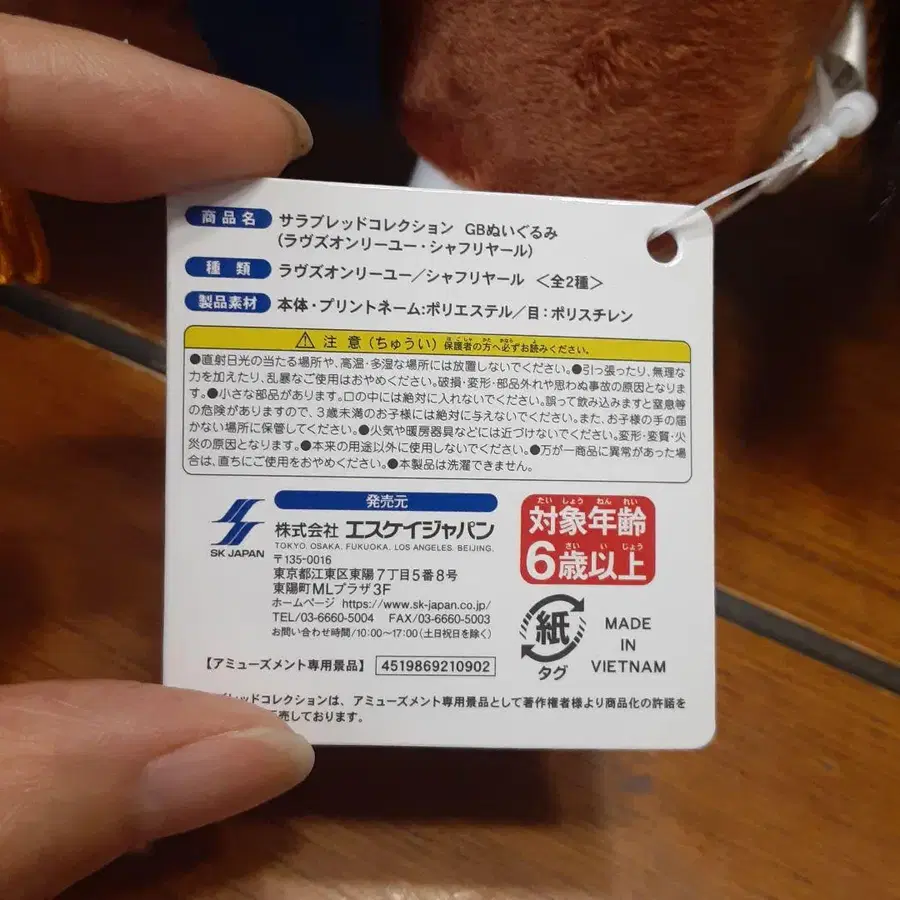 商品名 サラブレッドコレクション GBぬいぐるみ
(ラヴズオンリーユー・シャフリヤール)
種類 ラヴズオンリーユー/シャフリヤール <全2種>
製品素材 本体・プリントネーム:ポリエステル/目:ポリスチレン
⚠ 注意(ちゅうい) 保護者の方へ必ずお読みください。
●直射日光の当たる場所や、高温・多湿な場所には放置しないでください。●引っ張ったり、無理な
力を加えたり、乱暴なご使用はおやめください。破損・変形・部品外れや思わぬ事故の原因となりま
す。●小さな部品があります。口の中には絶対に入れないでください。誤って飲み込みますと窒息等
の危険がありますので、3歳未満のお子様には絶対に与えないでください。また、お子様の手の届
かない場所に保管してください。●火気や暖房器具などには近づけないでください。変形・変質・火
災の原因となります。●本来の用途以外に使用しないでください。●万が一商品に異常があった場
合は、直ちにご使用をおやめください。●本製品は洗濯できません。
発売元
SK JAPAN
株式会社 エスケイジャパン
TOKYO. OSAKA. FUKUOKA. LOS ANGELES. BEIJING.
〒135-0016
東京都江東区東陽7丁目5番8号
東陽町MLプラザ3F
ホームページ https://www.sk-japan.co.jp/
TEL/03-6660-5004 FAX/03-6660-5003
お問い合わせ時間/10:00〜17:00(土日祝日を除く)
たいしょうねんれい
対象年齢
さいいじょう
6歳以上
紙
タグ
MADE
IN
VIETNAM
【アミューズメント専用景品】 4519869210902
ブレッドコレクションは、アミューズメント専用景品として著作権者様より商品化の許諾を
売しております。